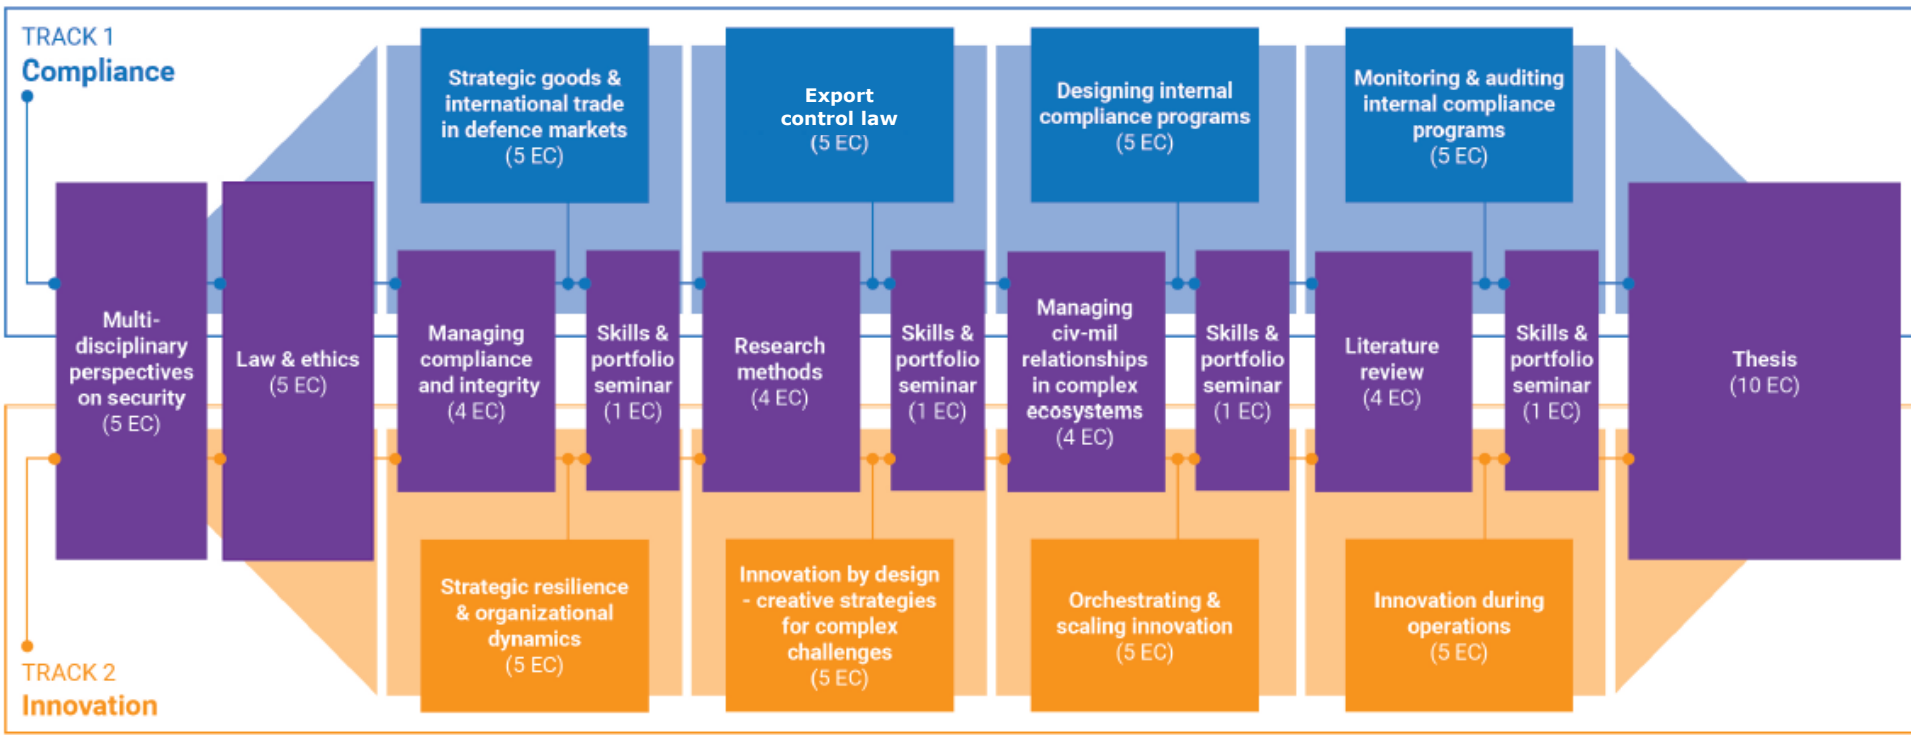 TRACK 1
Compliance
Strategic goods &
international trade
in defence markets
(5 EC)
Export
control law
(5 EC)
Designing internal
compliance programs
(5 EC)
Monitoring & auditing
internal compliance
programs
(5 EC)
Multi-
disciplinary
perspectives
on security
(5 EC)
Law & ethics
(5 EC)
Managing
compliance
and integrity
(4 EC)
Skills &
portfolio
seminar
(1 EC)
Research
methods
(4 EC)
Skills &
portfolio
seminar
(1 EC)
Managing
civ-mil
relationships
in complex
ecosystems
(4 EC)
Skills &
portfolio
seminar
(1 EC)
Literature
review
(4 EC)
Skills &
portfolio
seminar
(1 EC)
Thesis
(10 EC)
Strategic resilience
& organizational
dynamics
(5 EC)
Innovation by design
- creative strategies
for complex
challenges
(5 EC)
Orchestrating &
scaling innovation
(5 EC)
Innovation during
operations
(5 EC)
TRACK 2
Innovation